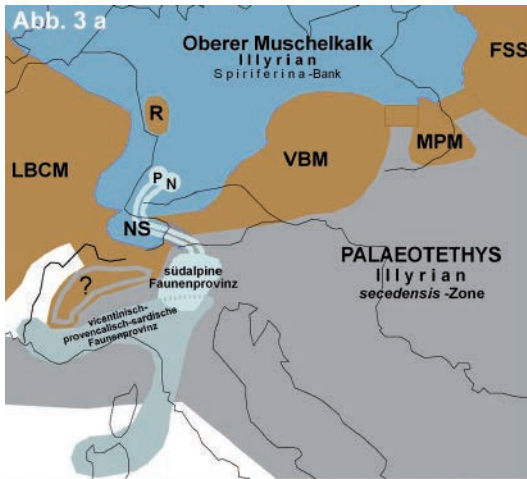 Abb. 3 a
Oberer Muschelkalk
Illyrian
Spiriferina-Bank
FSS
R
LBCM
VBM
MPM
P N
NS
?
südalpine
Faunenprovinz
vicentinisch-
provencalisch-sardische
Faunenprovinz
PALAEOTETHYS
Illyrian
secedensis-Zone